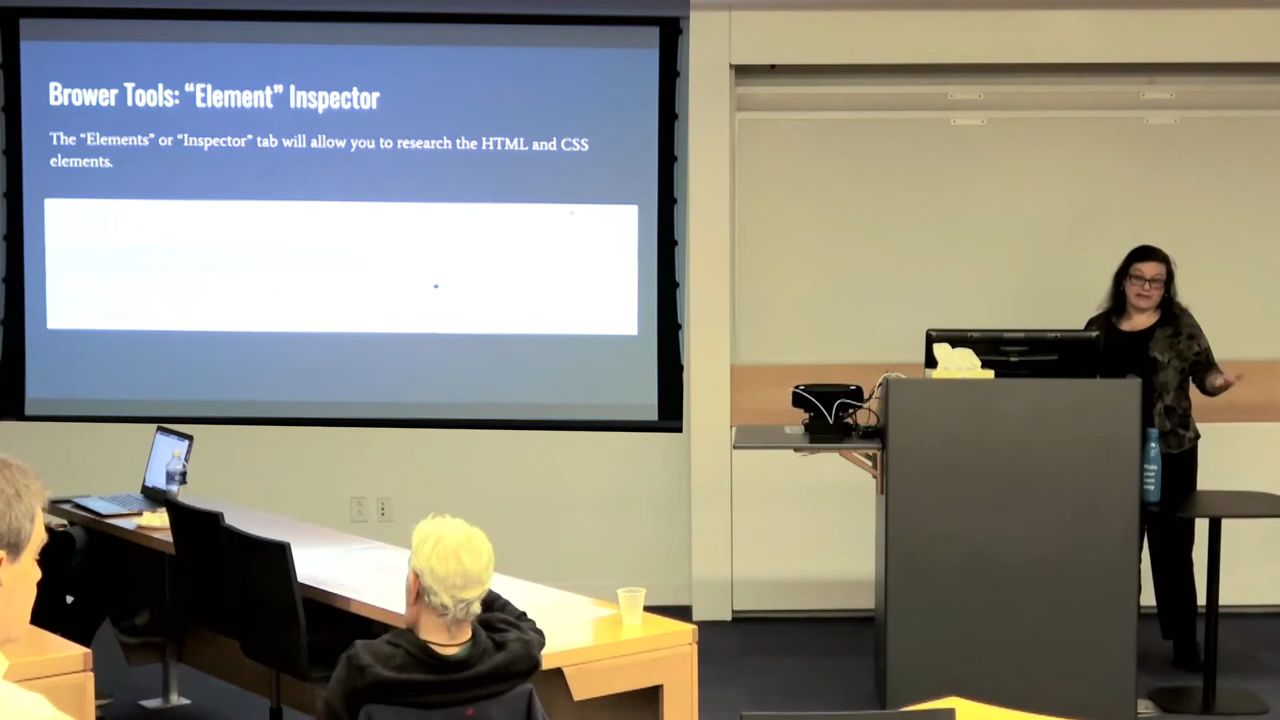 Brower Tools: “Element” Inspector
The “Elements” or “Inspector” tab will allow you to research the HTML and CSS
elements.
your